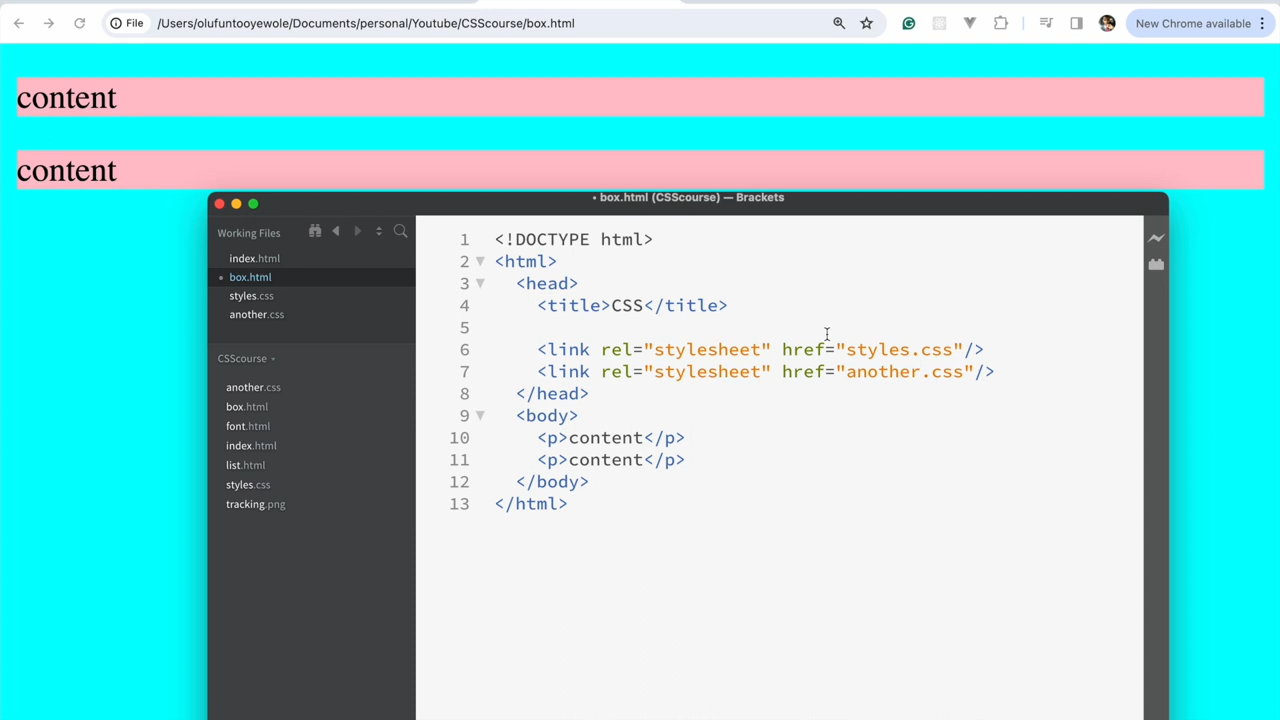 File /Users/olufuntooyewole/Documents/personal/Youtube/CSScourse/box.html New Chrome available
content
content
• box.html (CSScourse) — Brackets
Working Files
index.html
• box.html
styles.css
another.css
CSScourse
another.css
box.html
font.html
index.html
list.html
styles.css
tracking.png
1 <!DOCTYPE html>
2 <html>
3 <head>
4 <title>CSS</title>
5
6 <link rel="stylesheet" href="styles.css"/>
7 <link rel="stylesheet" href="another.css"/>
8 </head>
9 <body>
10 <p>content</p>
11 <p>content</p>
12 </body>
13 </html>